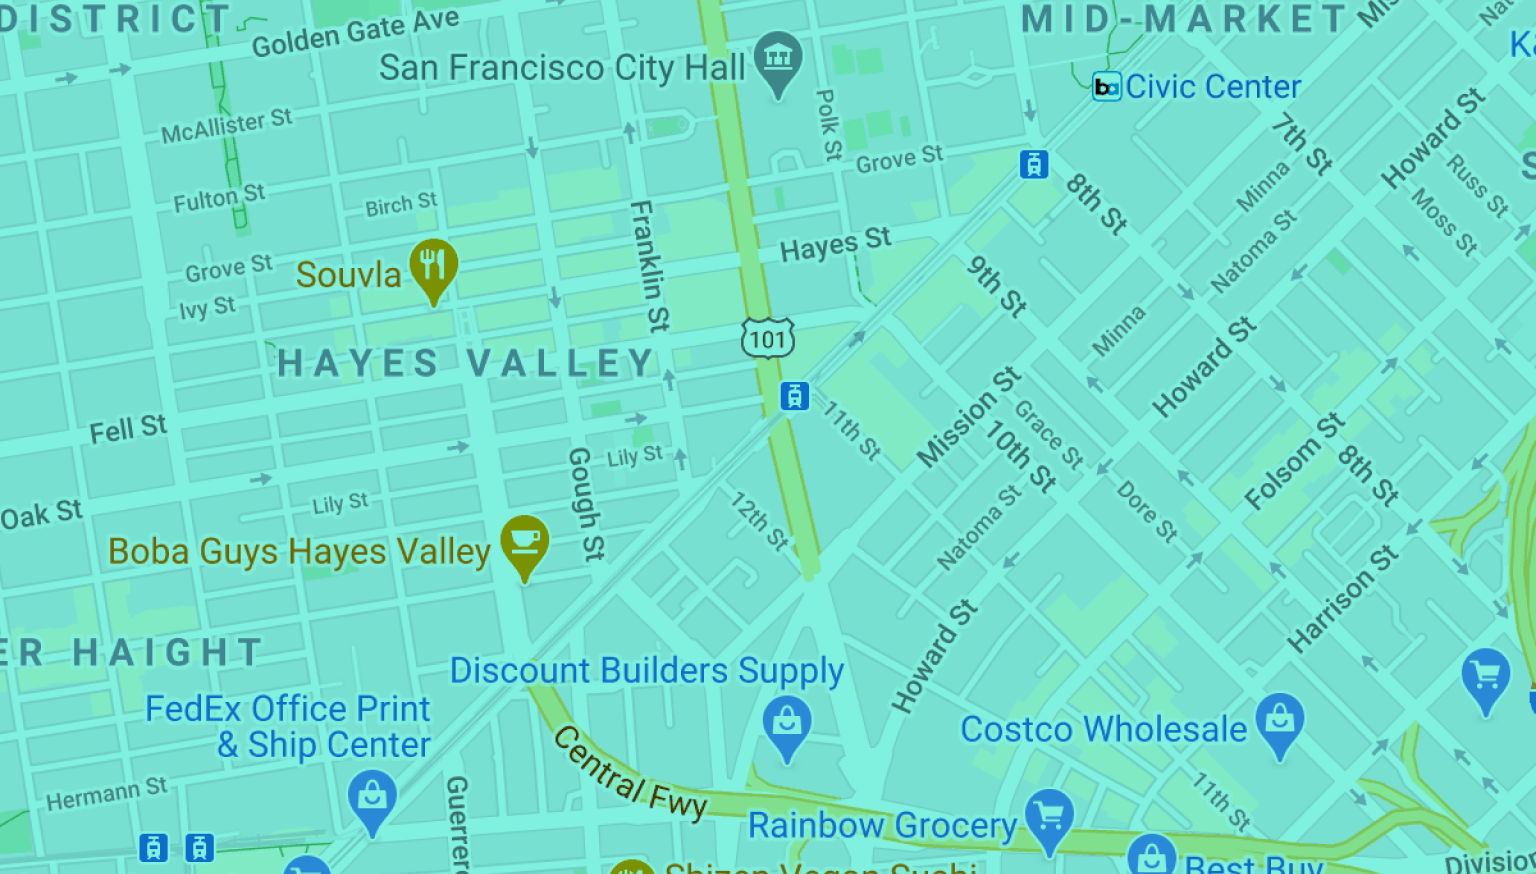 DISTRICT
Golden Gate Ave
MID-MARKET
San Francisco City Hall
ba Civic Center
McAllister St
Polk St
7th St
Howard St
Grove St
Fulton St
Birch St
8th St
Minna
Russ St
Moss St
Franklin St
Hayes St
Natoma St
Grove St
Souvla
Ivy St
9th St
Minna
101
HAYES VALLEY
Howard St
Fell St
11th St
Mission St
Grace St
10th St
Folsom St
8th St
Lily St
Gough St
Oak St
Lily St
12th St
Natoma St
Dore St
Boba Guys Hayes Valley
Harrison St
ER HAIGHT
Howard St
Discount Builders Supply
FedEx Office Print
& Ship Center
Costco Wholesale
Central Fwy
Hermann St
11th St
Guerrero
Rainbow Grocery
Shizen Vegan Sushi
Best Buy
Division